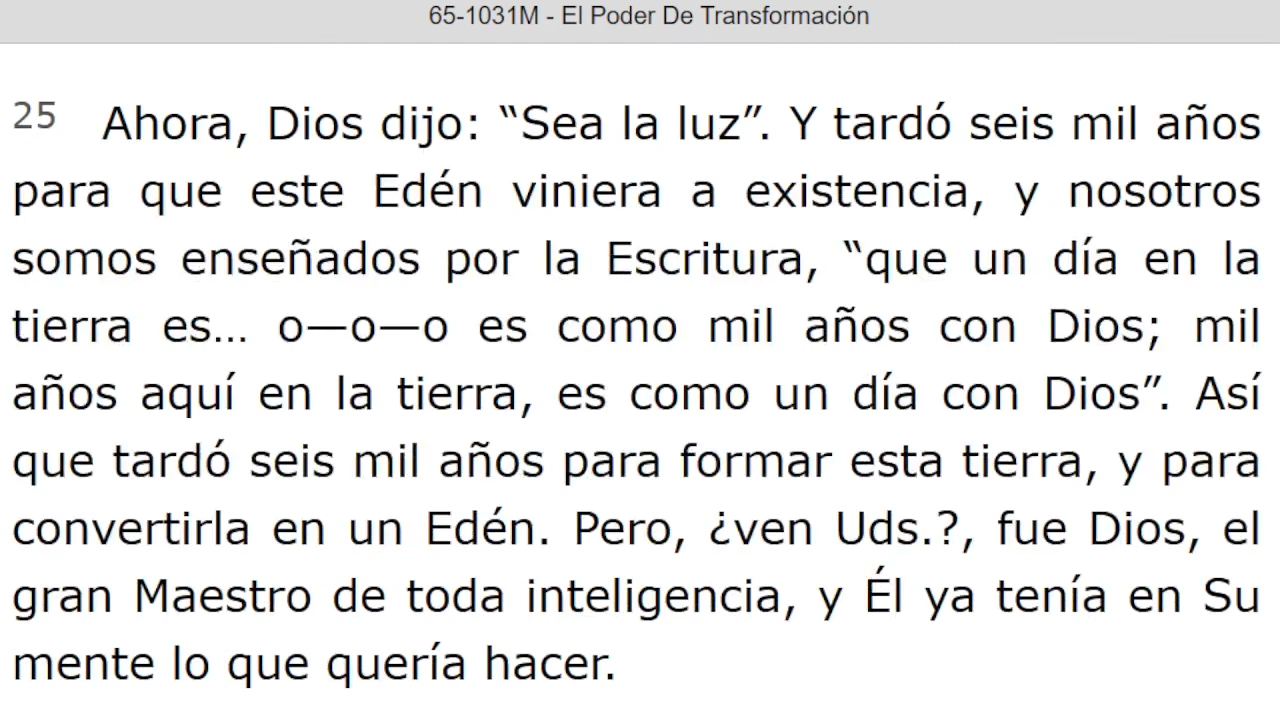 65-1031M - El Poder De Transformación
25 Ahora, Dios dijo: “Sea la luz”. Y tardó seis mil años
para que este Edén viniera a existencia, y nosotros
somos enseñados por la Escritura, “que un día en la
tierra es… o—o—o es como mil años con Dios; mil
años aquí en la tierra, es como un día con Dios”. Así
que tardó seis mil años para formar esta tierra, y para
convertirla en un Edén. Pero, ¿ven Uds.?, fue Dios, el
gran Maestro de toda inteligencia, y Él ya tenía en Su
mente lo que quería hacer.